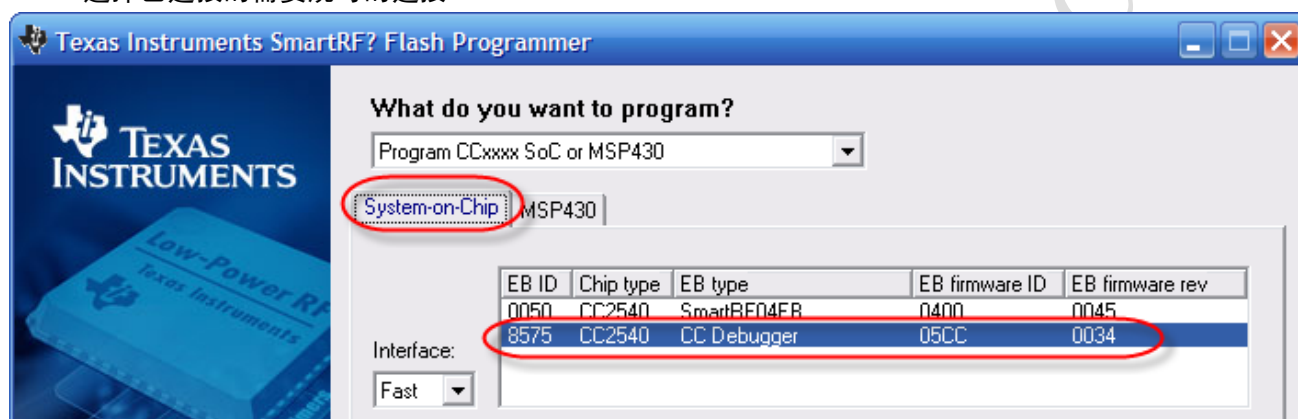 Texas Instruments SmartRF? Flash Programmer
TEXAS
INSTRUMENTS
Low-Power RF
Texas Instruments
What do you want to program?
Program CCxxxx SoC or MSP430
System-on-Chip MSP430
EB ID Chip type EB type EB firmware ID EB firmware rev
0050 CC2540 SmartRF04EB 0400 0045
8575 CC2540 CC Debugger 05CC 0034
Interface:
Fast